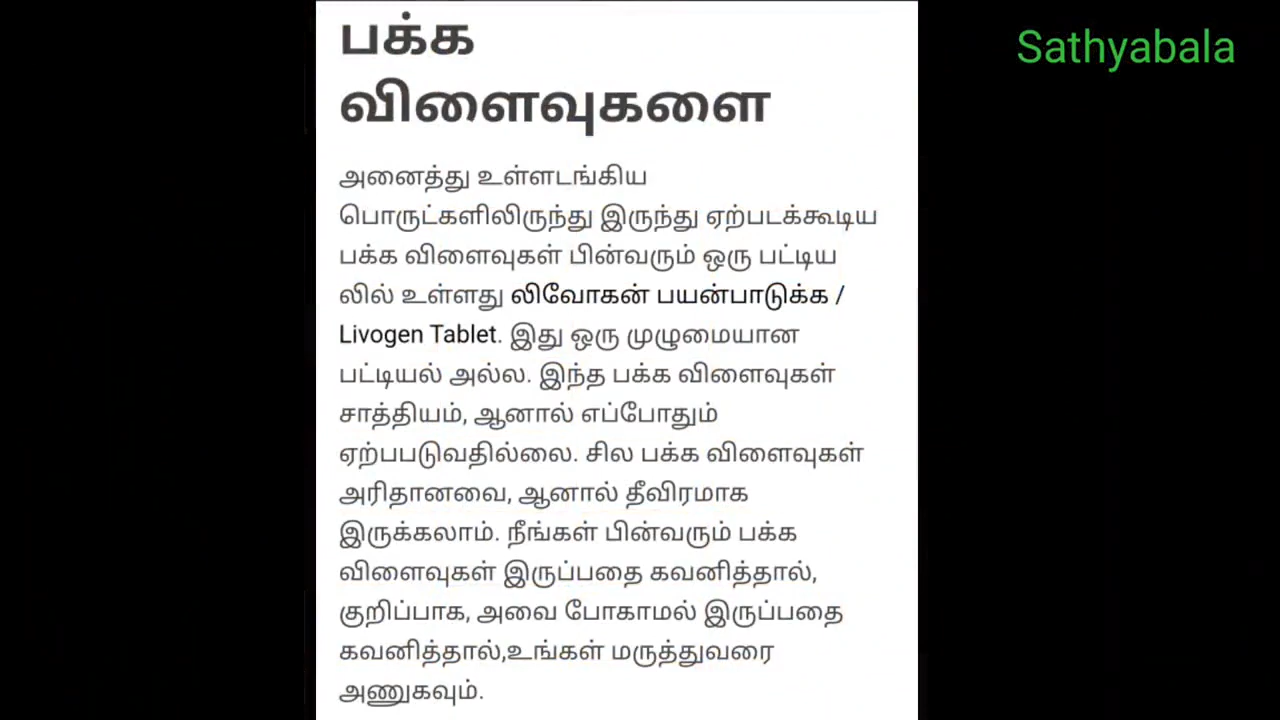 பக்க
விளைவுகளை
Sathyabala
அனைத்து உள்ளடங்கிய
பொருட்களிலிருந்து இருந்து ஏற்படக்கூடிய
பக்க விளைவுகள் பின்வரும் ஒரு பட்டிய
லில் உள்ளது லிவோகன் பயன்பாடுக்க /
Livogen Tablet. இது ஒரு முழுமையான
பட்டியல் அல்ல. இந்த பக்க விளைவுகள்
சாத்தியம், ஆனால் எப்போதும்
ஏற்பபடுவதில்லை. சில பக்க விளைவுகள்
அரிதானவை, ஆனால் தீவிரமாக
இருக்கலாம். நீங்கள் பின்வரும் பக்க
விளைவுகள் இருப்பதை கவனித்தால்,
குறிப்பாக, அவை போகாமல் இருப்பதை
கவனித்தால்,உங்கள் மருத்துவரை
அணுகவும்.